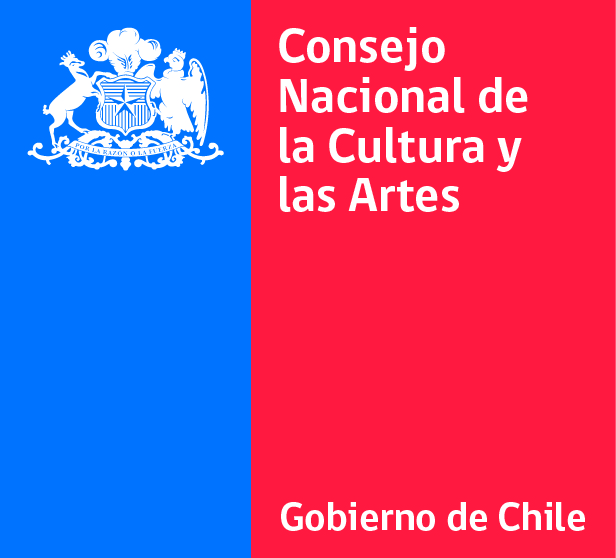 POR LA RAZON O LA FUERZA
Consejo
Nacional de
la Cultura y
las Artes
Gobierno de Chile